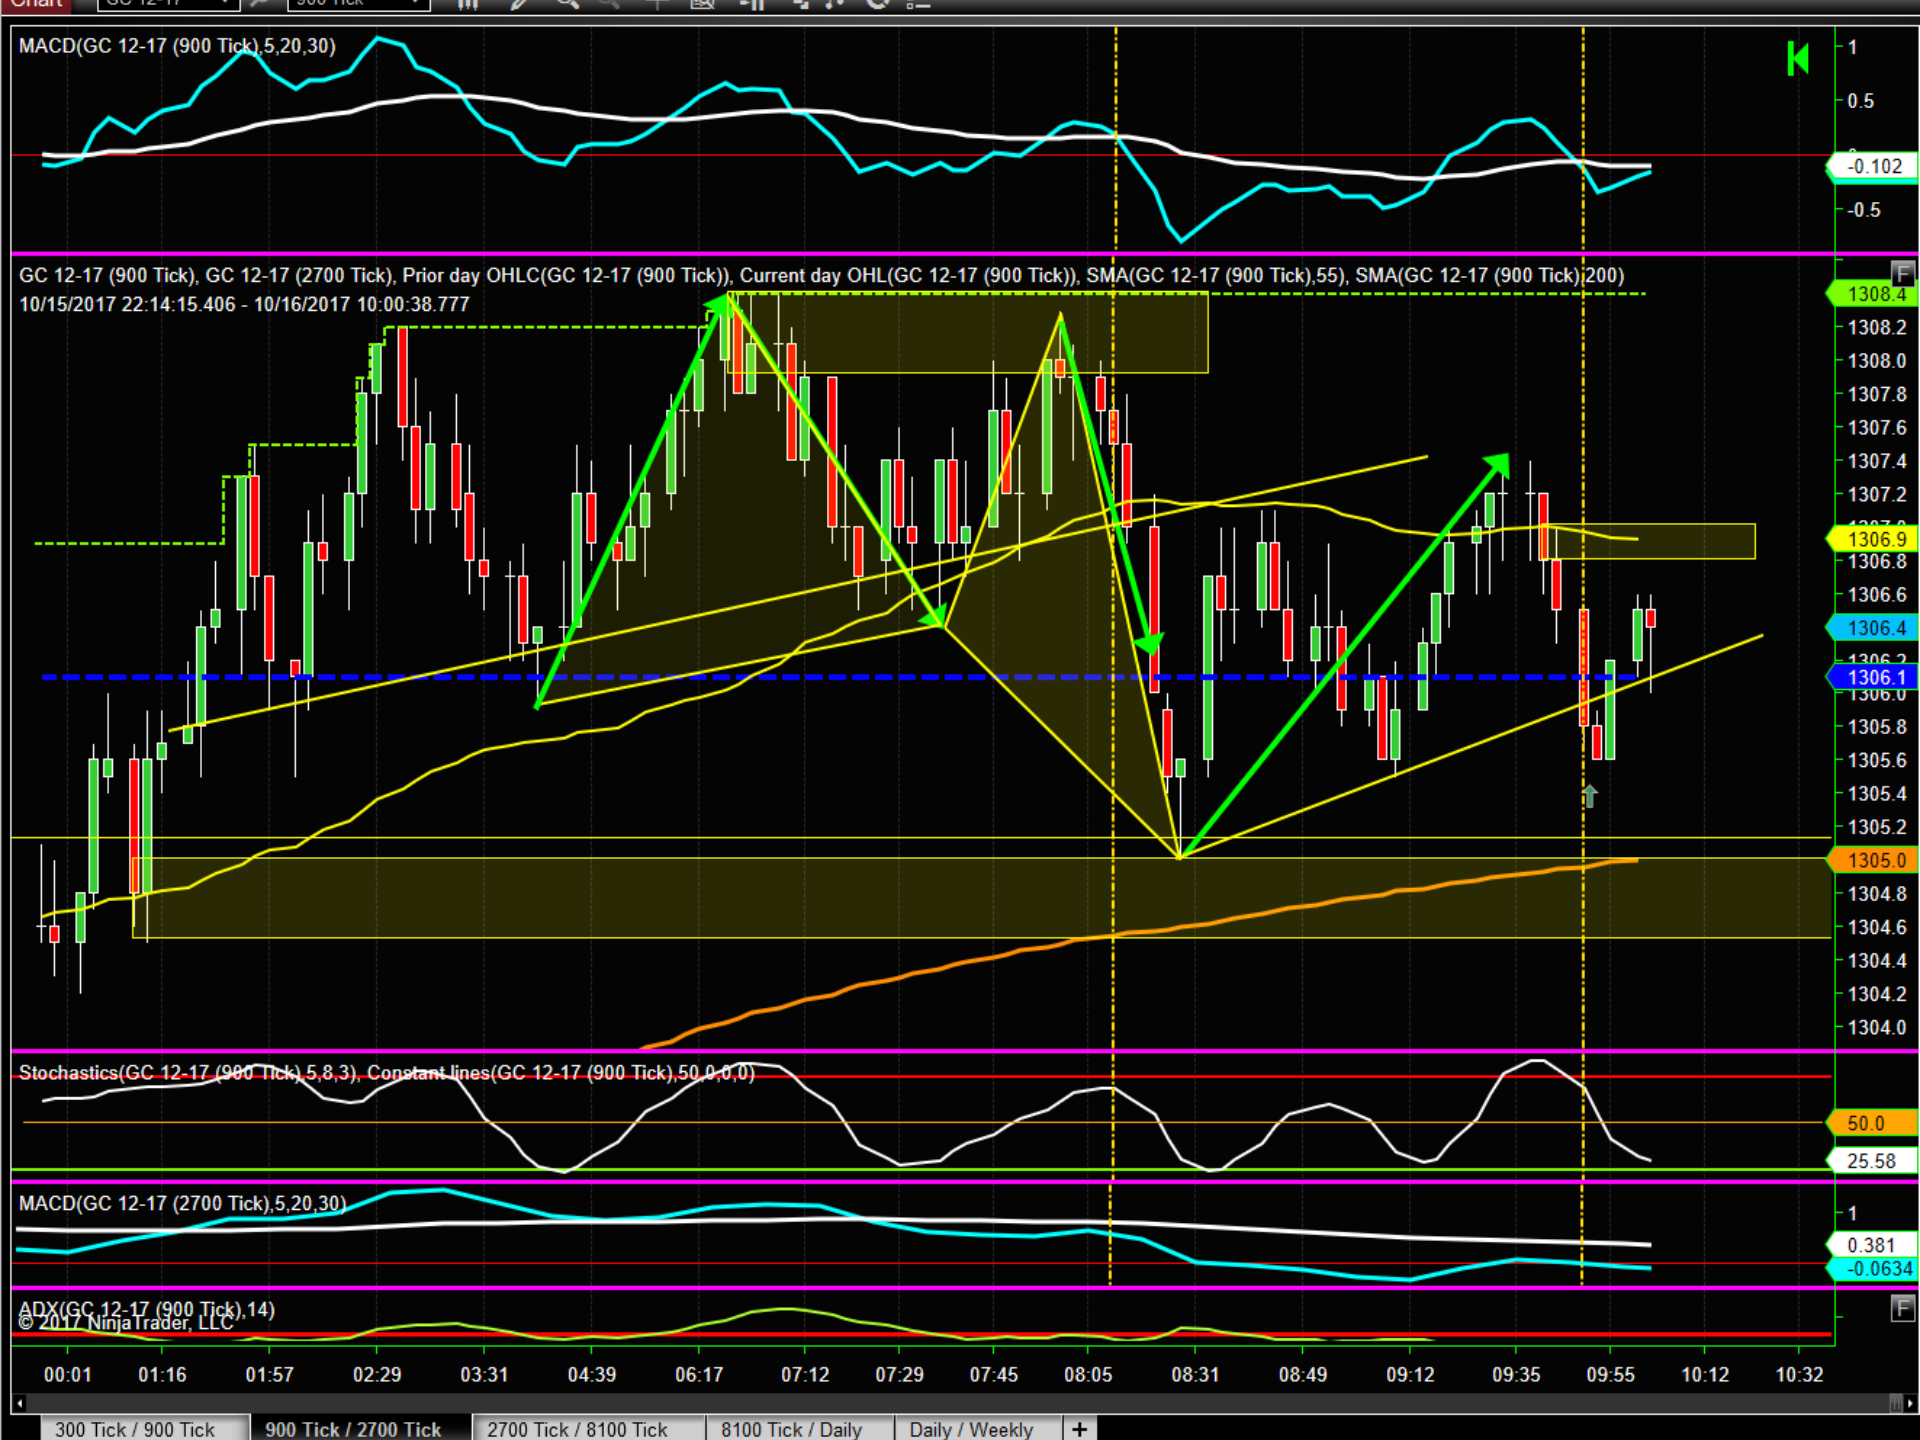 Chart GC 12-17 900 Tick
MACD(GC 12-17 (900 Tick),5,20,30)
1
0.5
-0.102
-0.5
GC 12-17 (900 Tick), GC 12-17 (2700 Tick), Prior day OHLC(GC 12-17 (900 Tick)), Current day OHL(GC 12-17 (900 Tick)), SMA(GC 12-17 (900 Tick),55), SMA(GC 12-17 (900 Tick),200)
F
10/15/2017 22:14:15.406 - 10/16/2017 10:00:38.777
1308.4
1308.2
1308.0
1307.8
1307.6
1307.4
1307.2
1306.9
1306.8
1306.6
1306.4
1306.2
1306.1
1306.0
1305.8
1305.6
1305.4
1305.2
1305.0
1304.8
1304.6
1304.4
1304.2
1304.0
Stochastics(GC 12-17 (900 Tick),5,8,3), Constant lines(GC 12-17 (900 Tick),50,0,0,0)
50.0
25.58
MACD(GC 12-17 (2700 Tick),5,20,30)
1
0.381
-0.0634
ADX(GC 12-17 (900 Tick),14)
F
© 2017 NinjaTrader, LLC
00:01 01:16 01:57 02:29 03:31 04:39 06:17 07:12 07:29 07:45 08:05 08:31 08:49 09:12 09:35 09:55 10:12 10:32
300 Tick / 900 Tick 900 Tick / 2700 Tick 2700 Tick / 8100 Tick 8100 Tick / Daily Daily / Weekly +